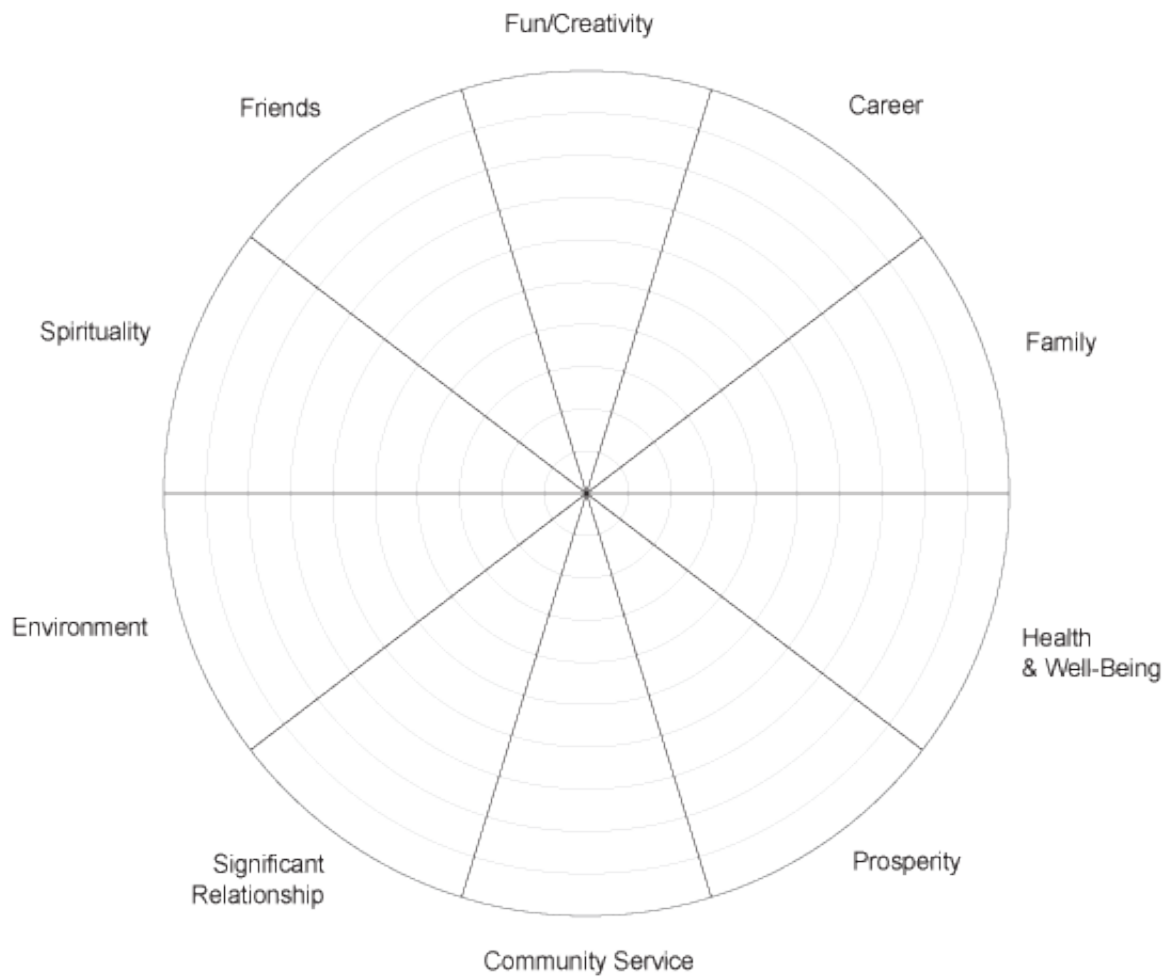 Fun/Creativity
Friends
Career
Spirituality
Family
Environment
Health
& Well-Being
Significant
Relationship
Prosperity
Community Service